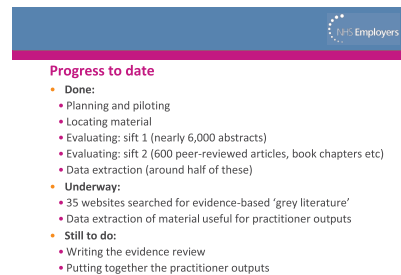 NHS Employers
Progress to date
• Done:
• Planning and piloting
• Locating material
• Evaluating: sift 1 (nearly 6,000 abstracts)
• Evaluating: sift 2 (600 peer-reviewed articles, book chapters etc)
• Data extraction (around half of these)
• Underway:
• 35 websites searched for evidence-based ‘grey literature’
• Data extraction of material useful for practitioner outputs
• Still to do:
• Writing the evidence review
• Putting together the practitioner outputs